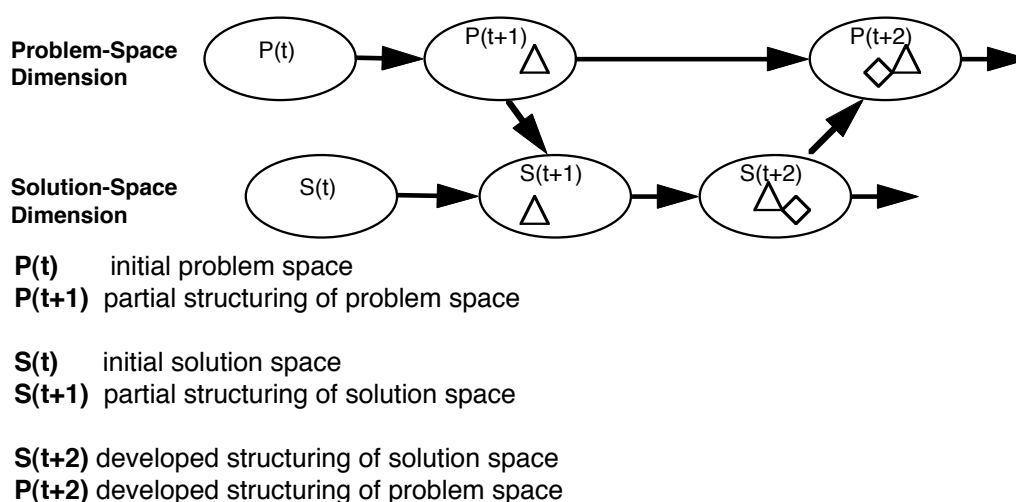 Problem-Space
Dimension
P(t)
P(t+1)
P(t+2)
Solution-Space
Dimension
S(t)
S(t+1)
S(t+2)
P(t) initial problem space
P(t+1) partial structuring of problem space
S(t) initial solution space
S(t+1) partial structuring of solution space
S(t+2) developed structuring of solution space
P(t+2) developed structuring of problem space